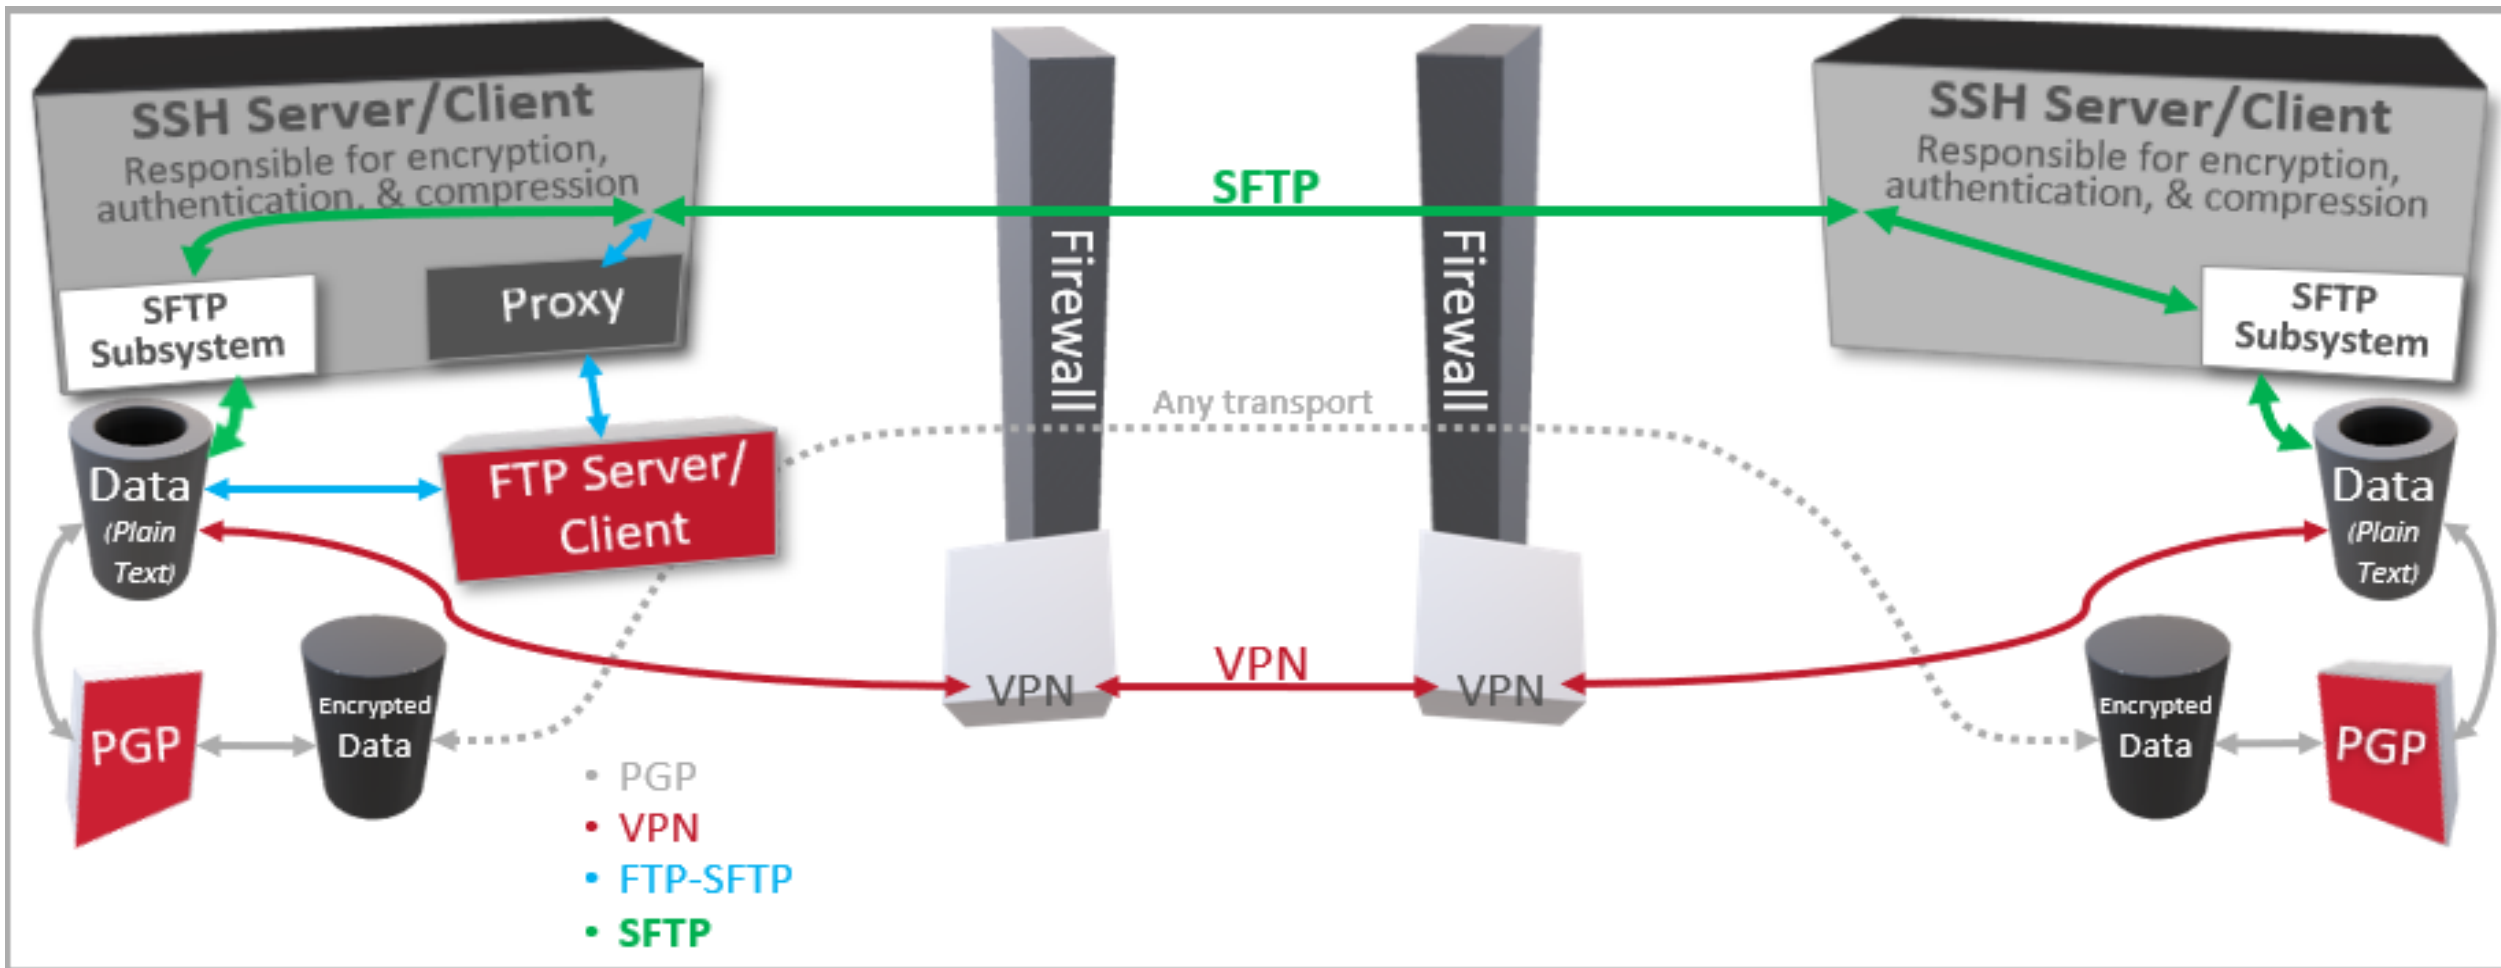 SSH Server/Client
Responsible for encryption,
authentication, & compression
SFTP
Subsystem
Proxy
Data
(Plain
Text)
FTP Server/
Client
PGP
Encrypted
Data
Firewall
VPN
SFTP
Any transport
VPN
Firewall
VPN
SSH Server/Client
Responsible for encryption,
authentication, & compression
SFTP
Subsystem
Data
(Plain
Text)
Encrypted
Data
PGP
• PGP
• VPN
• FTP-SFTP
• SFTP